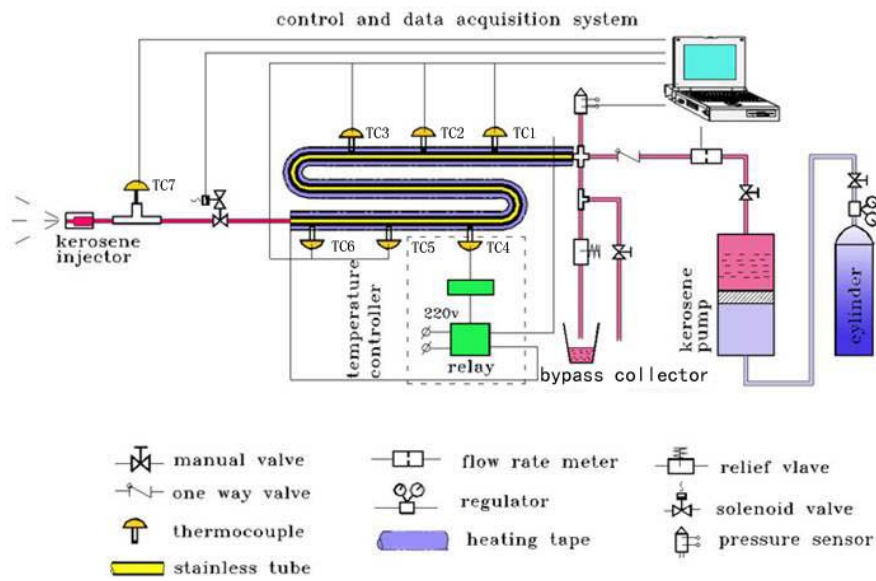 control and data acquisition system
TC3
TC2
TC1
TC7
kerosene
injector
TC6
TC5
TC4
temperature
controller
220v
relay
bypass collector
kerosene
pump
cylinder
manual valve
flow rate meter
relief vlave
one way valve
regulator
solenoid valve
thermocouple
heating tape
pressure sensor
stainless tube